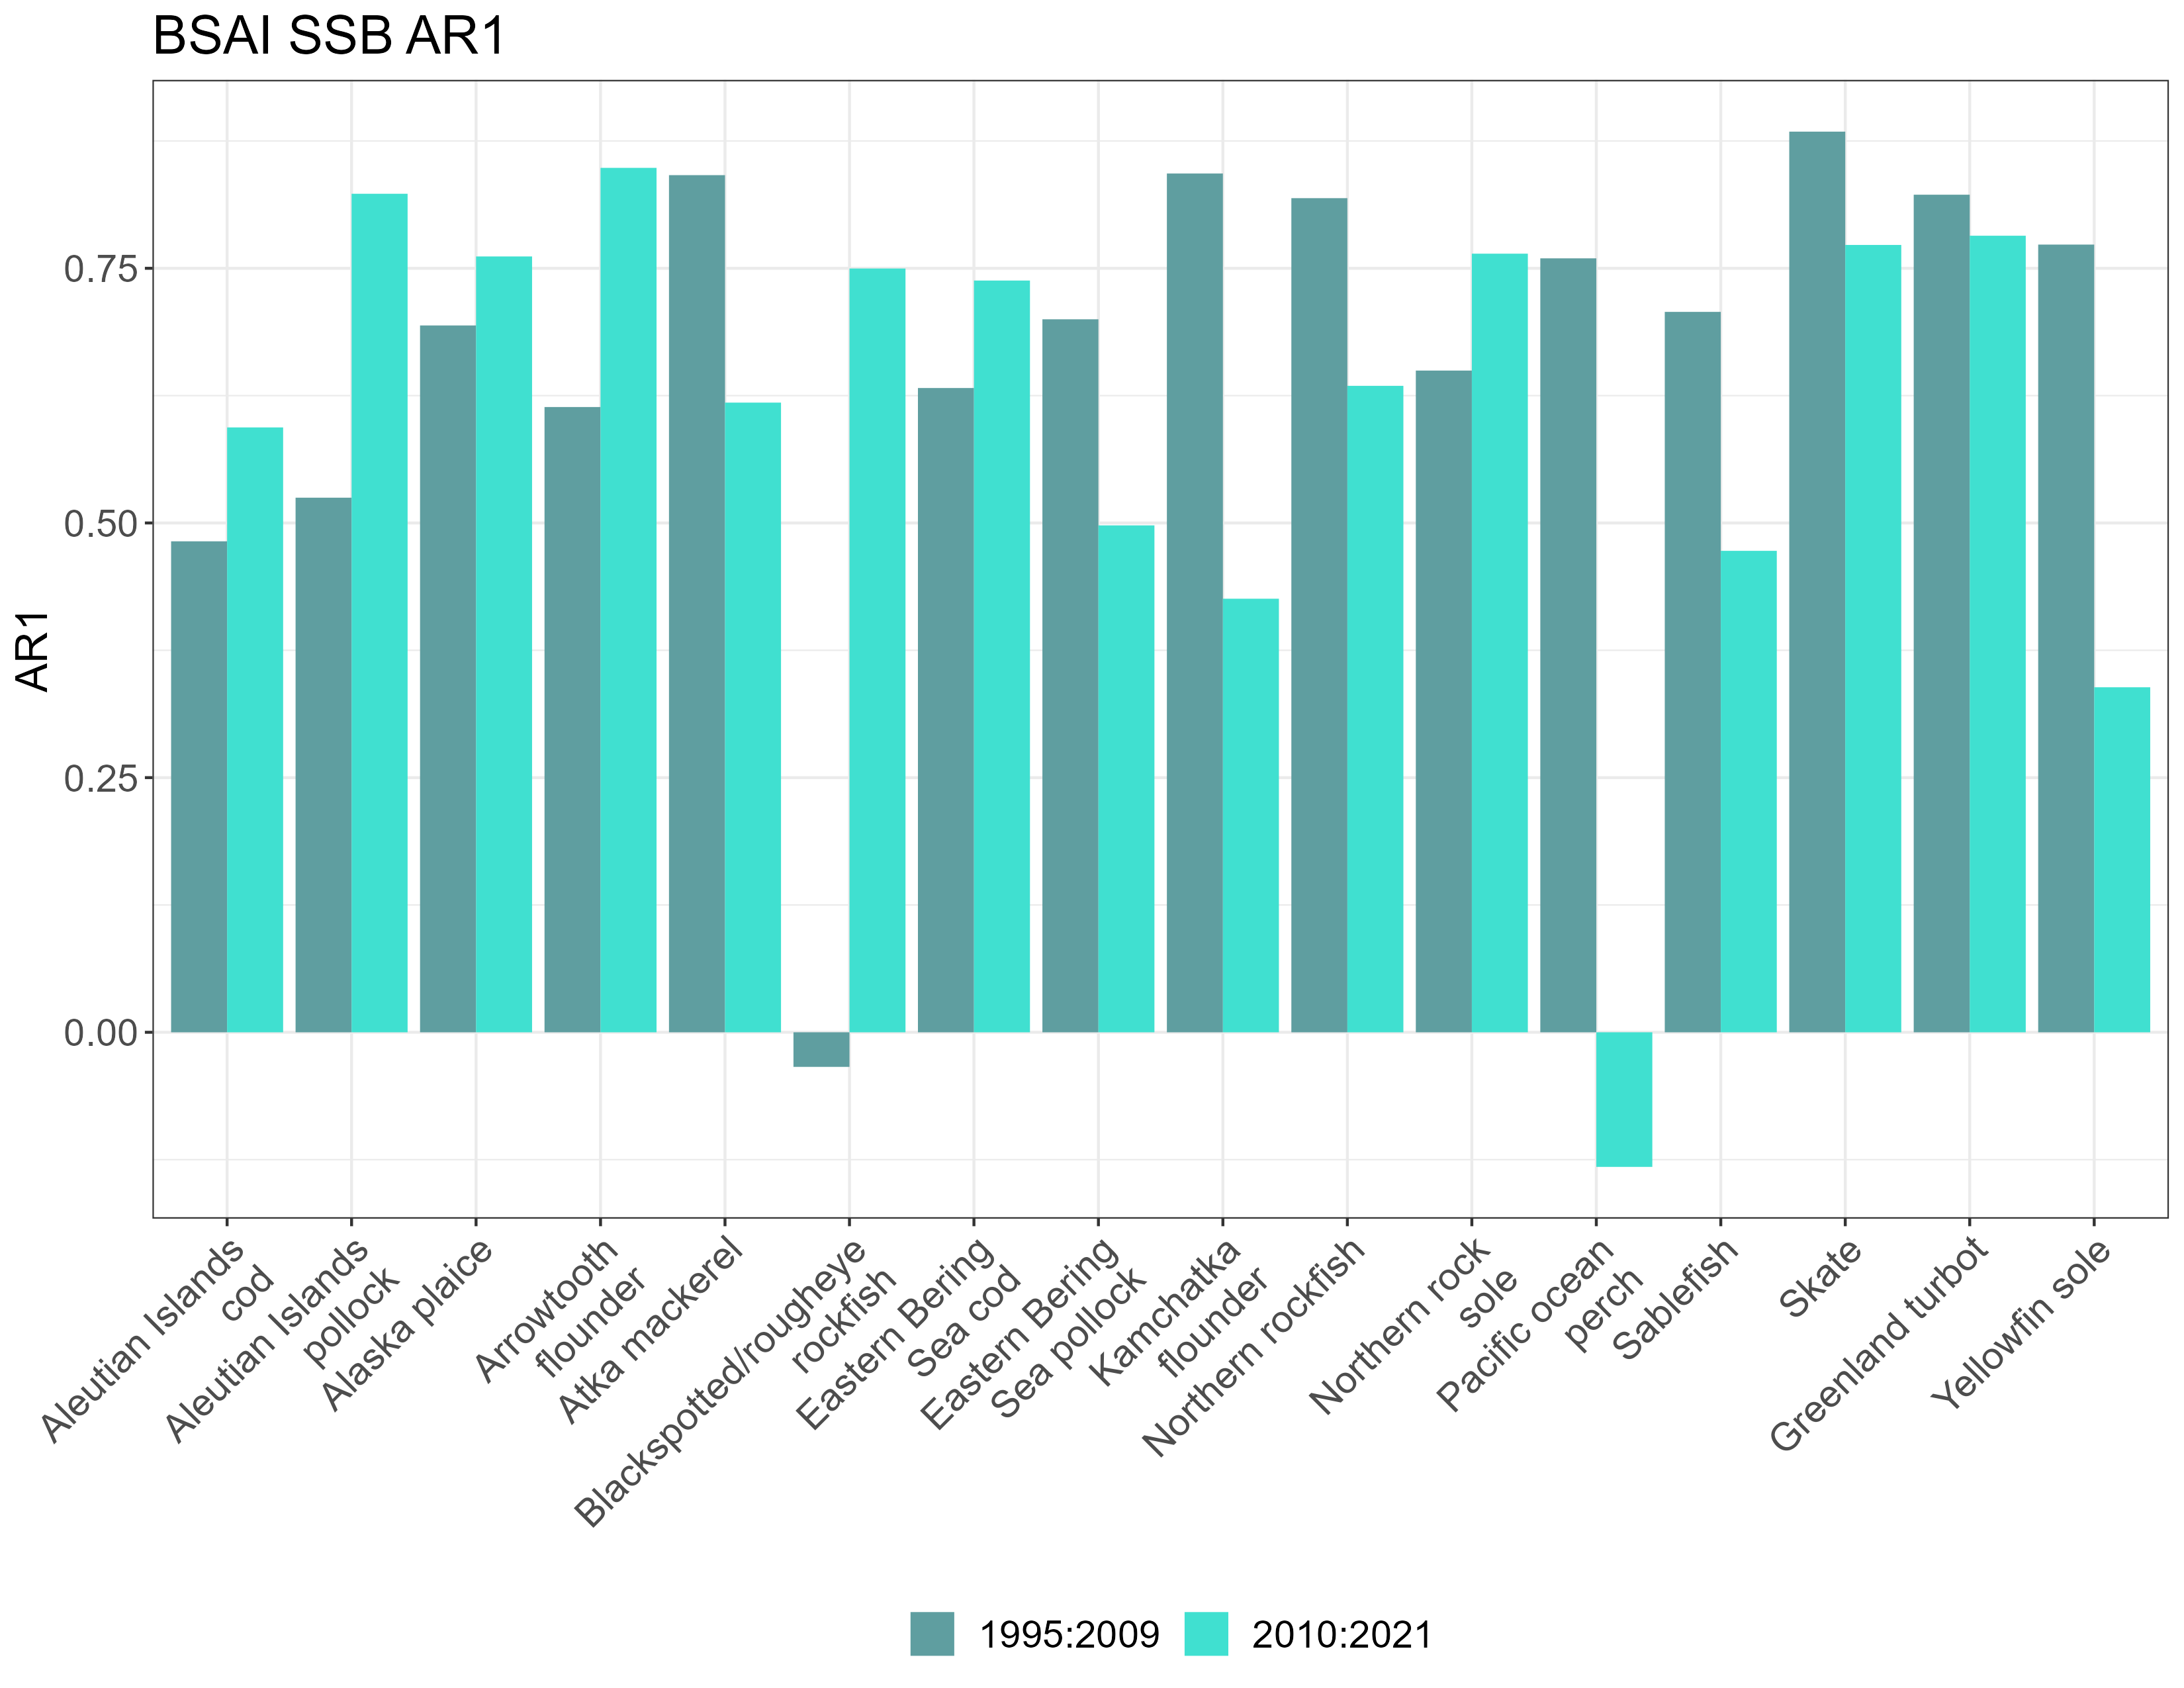 BSAI SSB AR1
AR1
0.75
0.50
0.25
0.00
Aleutian Islands
cod
Aleutian Islands
pollock
Alaska plaice
Arrowtooth
flounder
Atka mackerel
Blackspotted/rougheye
rockfish
Eastern Bering
Sea cod
Eastern Bering
Sea pollock
Kamchatka
flounder
Northern rockfish
Northern rock
sole
Pacific ocean
perch
Sablefish
Skate
Greenland turbot
Yellowfin sole
1995:2009
2010:2021